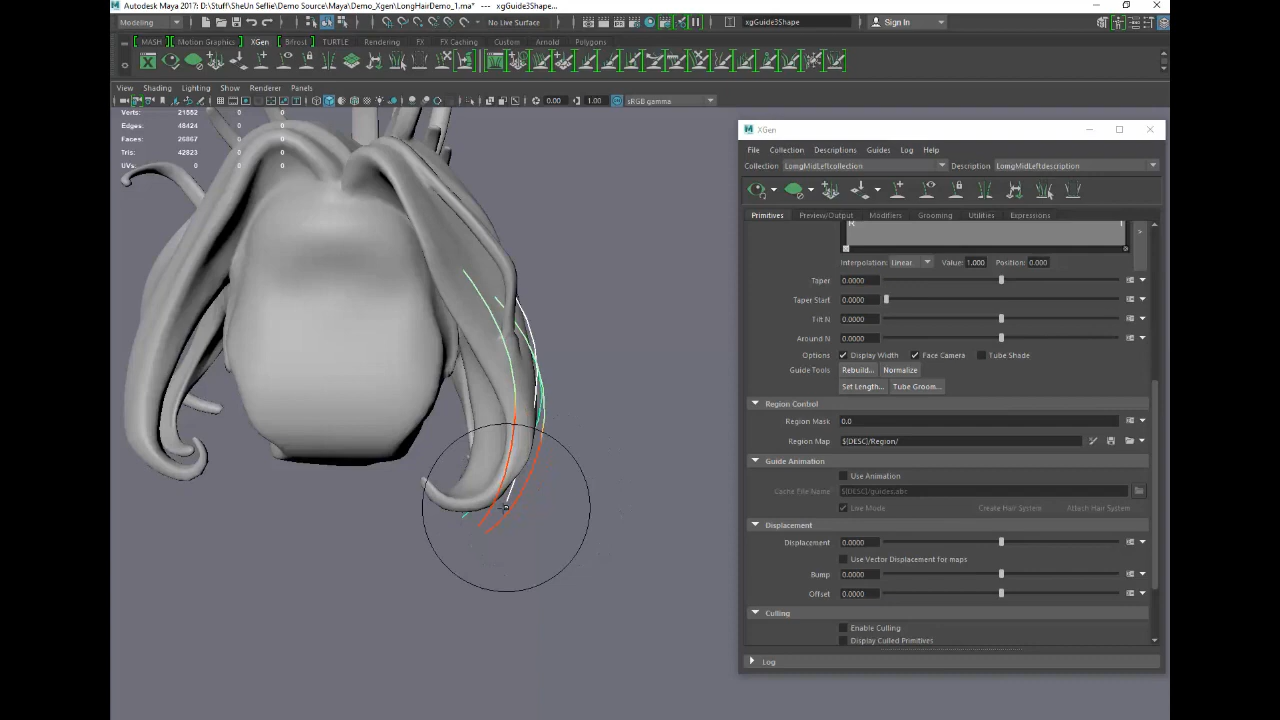 Autodesk Maya 2017: D:\Stuff\SheUn Selfie\Demo Source\Maya\Demo_Xgen\LongHairDemo_1.ma* --- xgGuide3Shape...
Modeling
No Live Surface
xgGuide3Shape
Sign In
MASH Motion Graphics XGen Bifrost TURTLE Rendering FX FX Caching Custom Arnold Polygons
View Shading Lighting Show Renderer Panels
0.00 1.00 sRGB gamma
Verts: 21552 0 0
Edges: 48424 0 0
Faces: 26867 0 0
Tris: 42823 0 0
UVs: 0 0 0
XGen
File Collection Descriptions Guides Log Help
Collection LomgMidLeftcollection Description LomgMidLeftdescription
Primitives Preview/Output Modifiers Grooming Utilities Expressions
>
Interpolation: Linear Value: 1.000 Position: 0.000
Taper 0.0000
Taper Start 0.0000
Tilt N 0.0000
Around N 0.0000
Options Display Width Face Camera Tube Shade
Guide Tools Rebuild... Normalize
Set Length... Tube Groom...
Region Control
Region Mask 0.0
Region Map ${DESC}/Region/
Guide Animation
Use Animation
Cache File Name ${DESC}/guides.abc
Live Mode Create Hair System Attach Hair System
Displacement
Displacement 0.0000
Use Vector Displacement for maps
Bump 0.0000
Offset 0.0000
Culling
Enable Culling
Display Culled Primitives
Log